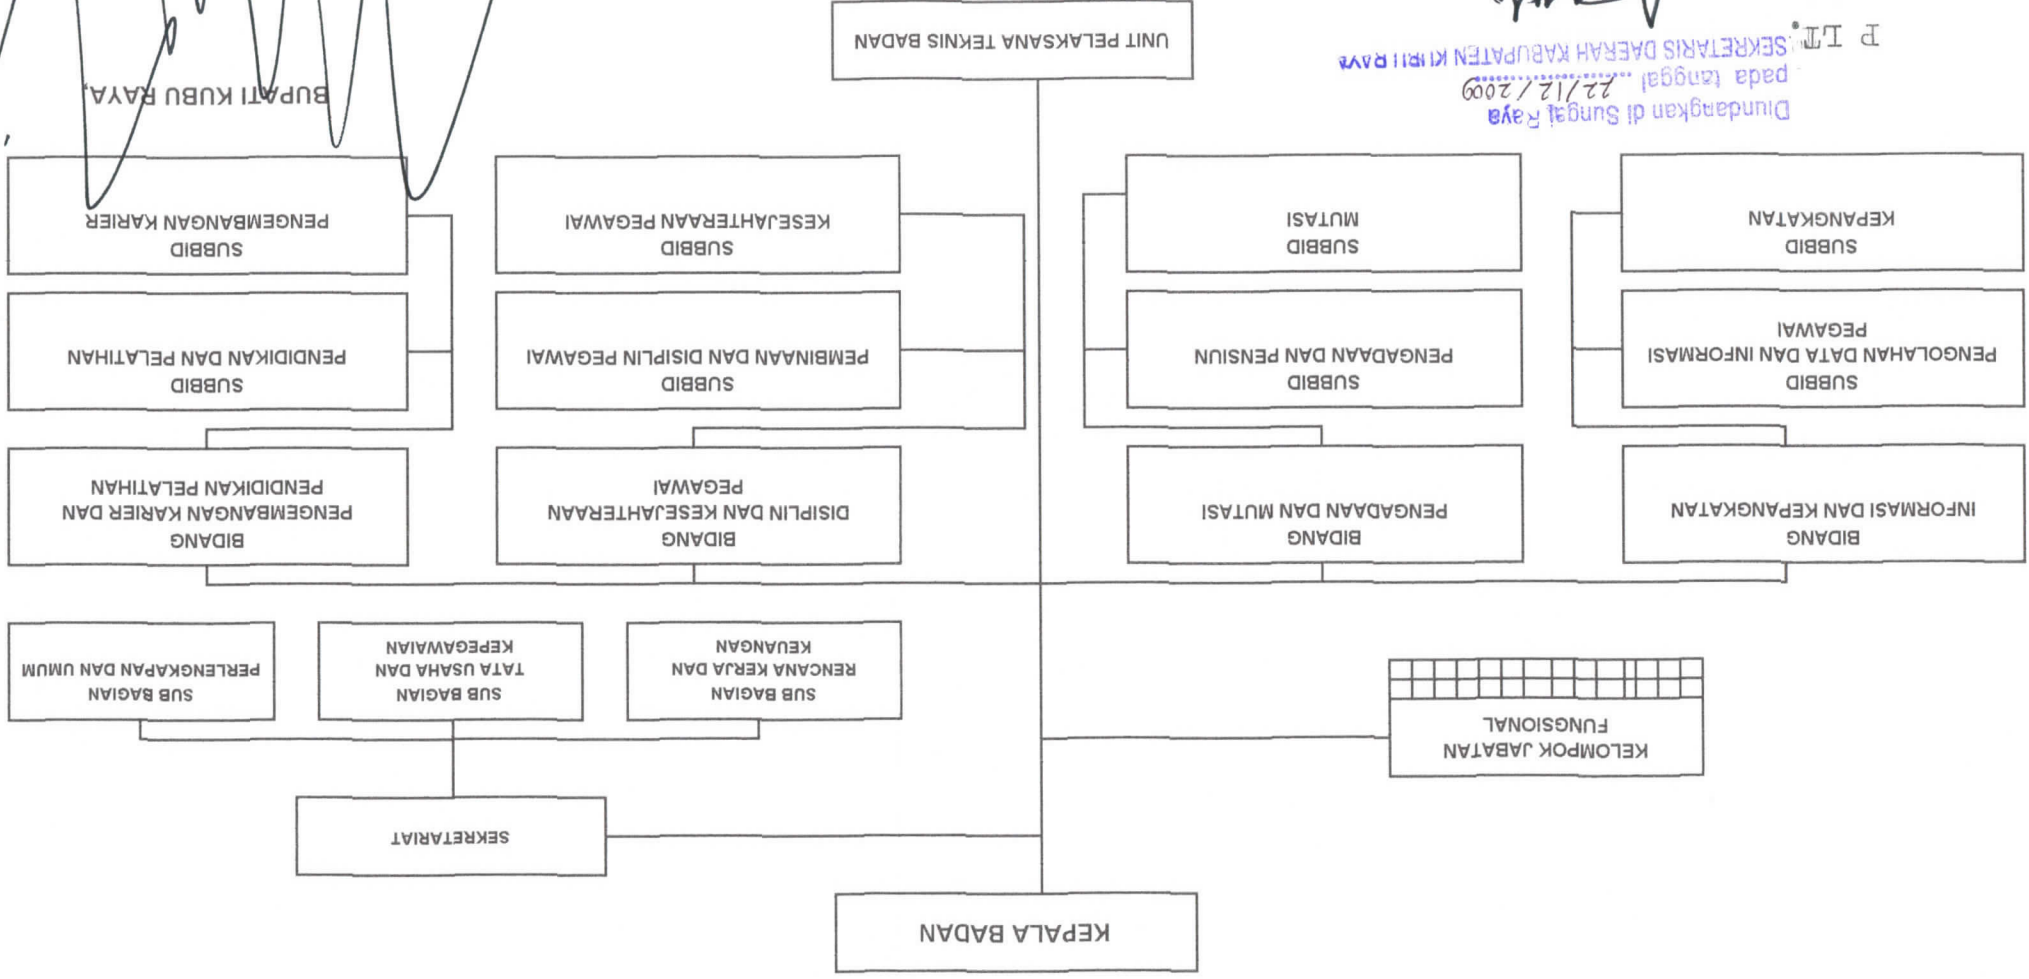 KEPALA BADAN
SEKRETARIAT
KELOMPOK JABATAN
FUNGSIONAL
SUB BAGIAN
RENCANA KERJA DAN
KEUANGAN
SUB BAGIAN
TATA USAHA DAN
KEPEGAWAIAN
SUB BAGIAN
PERLENGKAPAN DAN UMUM
BIDANG
INFORMASI DAN KEPANGKATAN
BIDANG
PENGADAAN DAN MUTASI
BIDANG
DISIPLIN DAN KESEJAHTERAAN
PEGAWAI
BIDANG
PENGEMBANGAN KARIER DAN
PENDIDIKAN PELATIHAN
SUBBID
PENGOLAHAN DATA DAN INFORMASI
PEGAWAI
SUBBID
PENGADAAN DAN PENSIUN
SUBBID
PEMBINAAN DAN DISIPLIN PEGAWAI
SUBBID
PENDIDIKAN DAN PELATIHAN
SUBBID
KEPANGKATAN
SUBBID
MUTASI
SUBBID
KESEJAHTERAAN PEGAWAI
SUBBID
PENGEMBANGAN KARIER
Diundangkan di Sungai Raya
pada tanggal ..22/12/2009
PLT. SEKRETARIS DAERAH KABUPATEN KUBU RAYA
UNIT PELAKSANA TEKNIS BADAN
BUPATI KUBU RAYA,